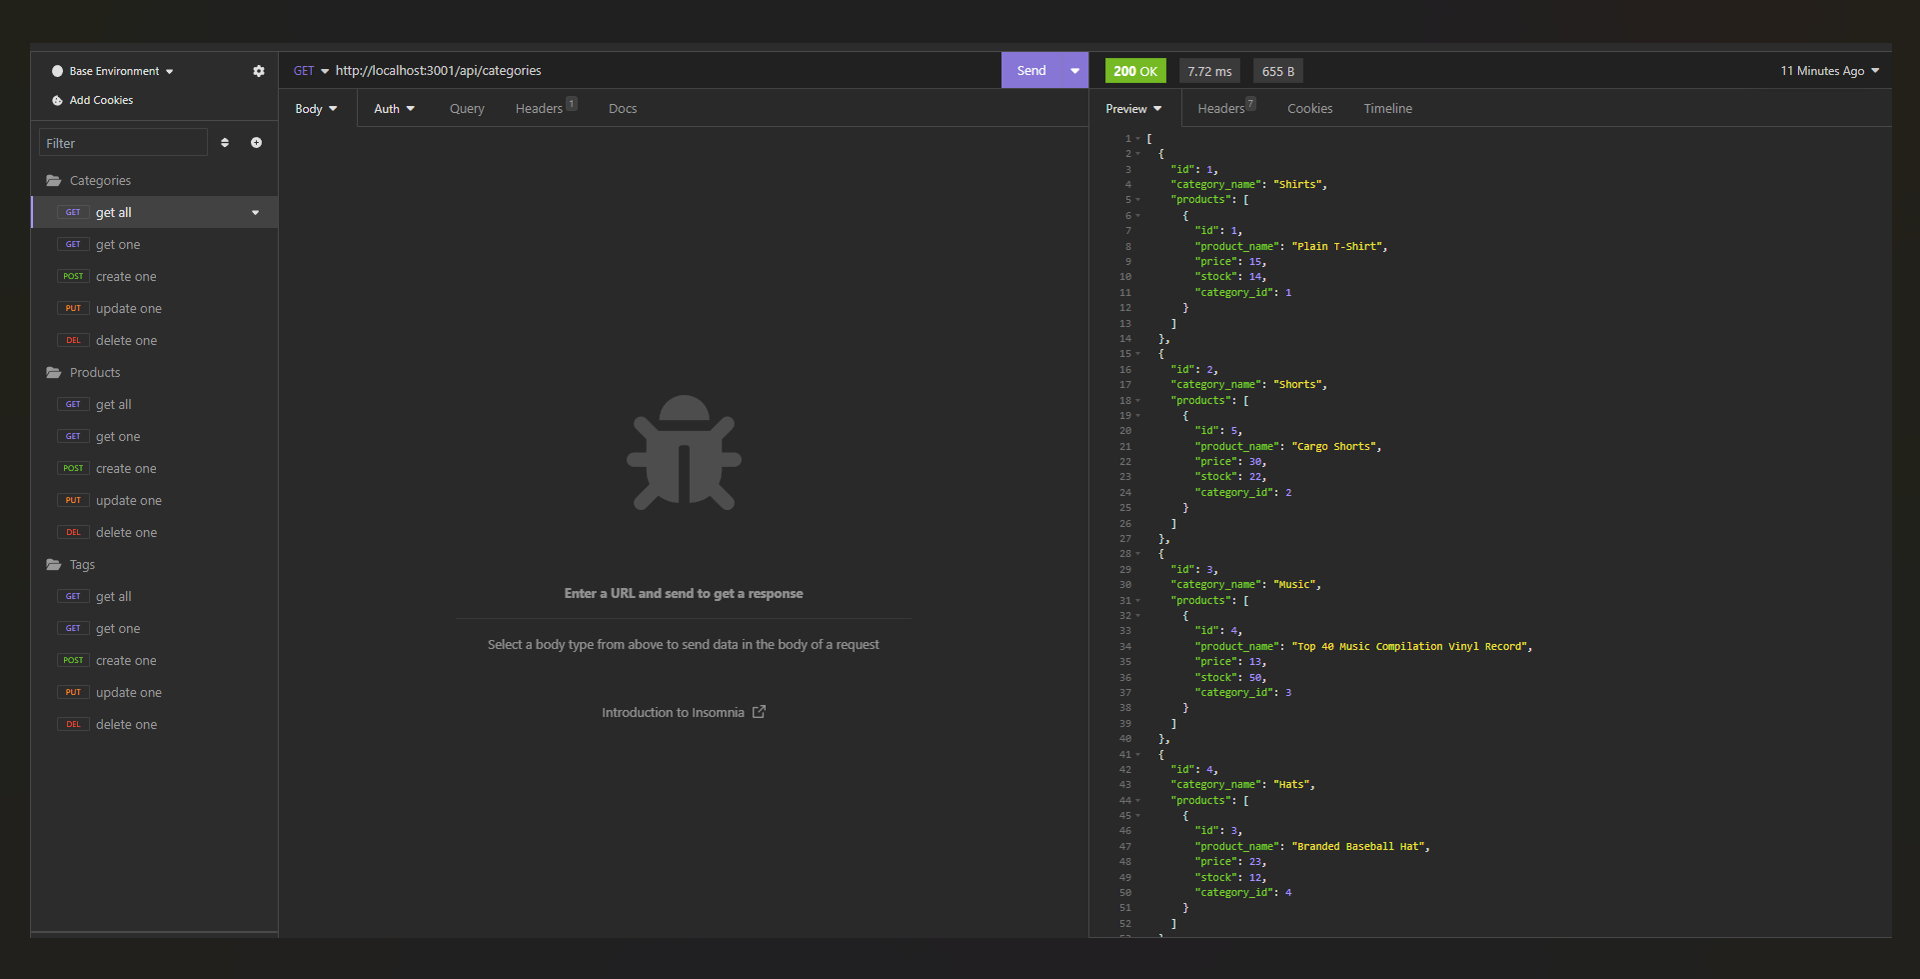 Base Environment
Add Cookies
Filter
Categories
GET get all
GET get one
POST create one
PUT update one
DEL delete one
Products
GET get all
GET get one
POST create one
PUT update one
DEL delete one
Tags
GET get all
GET get one
POST create one
PUT update one
DEL delete one
GET http://localhost:3001/api/categories
Send
Body Auth Query Headers 1 Docs
Enter a URL and send to get a response
Select a body type from above to send data in the body of a request
Introduction to Insomnia
200 OK 7.72 ms 655 B 11 Minutes Ago
Preview Headers 7 Cookies Timeline
1 [
2 {
3 "id": 1,
4 "category_name": "Shirts",
5 "products": [
6 {
7 "id": 1,
8 "product_name": "Plain T-Shirt",
9 "price": 15,
10 "stock": 14,
11 "category_id": 1
12 }
13 ]
14 },
15 {
16 "id": 2,
17 "category_name": "Shorts",
18 "products": [
19 {
20 "id": 5,
21 "product_name": "Cargo Shorts",
22 "price": 30,
23 "stock": 22,
24 "category_id": 2
25 }
26 ]
27 },
28 {
29 "id": 3,
30 "category_name": "Music",
31 "products": [
32 {
33 "id": 4,
34 "product_name": "Top 40 Music Compilation Vinyl Record",
35 "price": 13,
36 "stock": 50,
37 "category_id": 3
38 }
39 ]
40 },
41 {
42 "id": 4,
43 "category_name": "Hats",
44 "products": [
45 {
46 "id": 3,
47 "product_name": "Branded Baseball Hat",
48 "price": 23,
49 "stock": 12,
50 "category_id": 4
51 }
52 ]